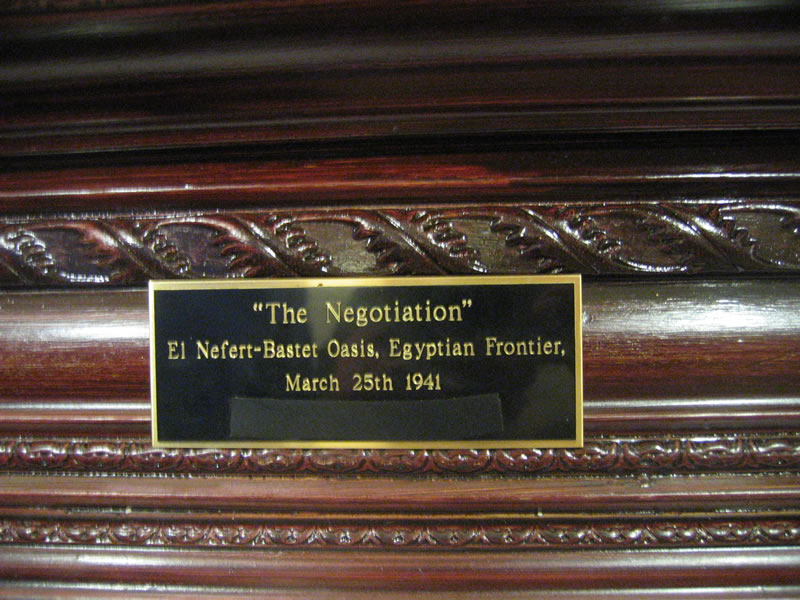 “The Negotiation”
El Nefert-Bastet Oasis, Egyptian Frontier,
March 25th 1941